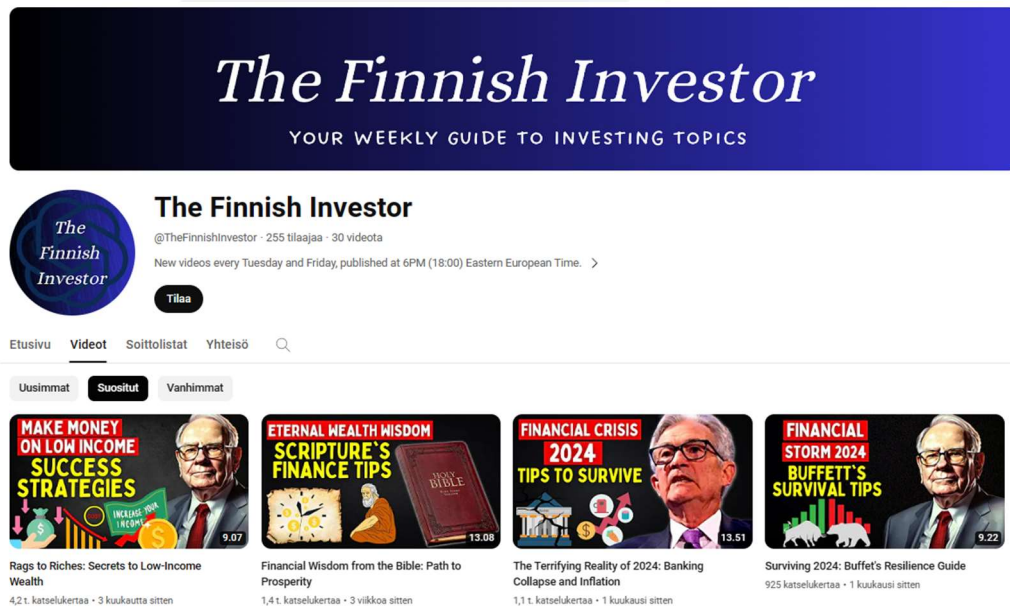 The Finnish Investor
YOUR WEEKLY GUIDE TO INVESTING TOPICS
The
Finnish
Investor
The Finnish Investor
@TheFinnishInvestor · 255 tilaajaa · 30 videota
New videos every Tuesday and Friday, published at 6PM (18:00) Eastern European Time.
Tilaa
Etusivu Videot Soittolistat Yhteisö
Uusimmat Suositut Vanhimmat
MAKE MONEY
ON LOW INCOME
SUCCESS
STRATEGIES
INCREASE YOUR
INCOME
9.07
Rags to Riches: Secrets to Low-Income
Wealth
4,2 t. katselukertaa • 3 kuukautta sitten
ETERNAL WEALTH WISDOM
SCRIPTURE`S
FINANCE TIPS
HOLY
BIBLE
13.08
Financial Wisdom from the Bible: Path to
Prosperity
1,4 t. katselukertaa • 3 viikkoa sitten
FINANCIAL CRISIS
2024
TIPS TO SURVIVE
13.51
The Terrifying Reality of 2024: Banking
Collapse and Inflation
1,1 t. katselukertaa • 1 kuukausi sitten
FINANCIAL
STORM 2024
BUFFETT`S
SURVIVAL TIPS
9.22
Surviving 2024: Buffet's Resilience Guide
925 katselukertaa • 1 kuukausi sitten